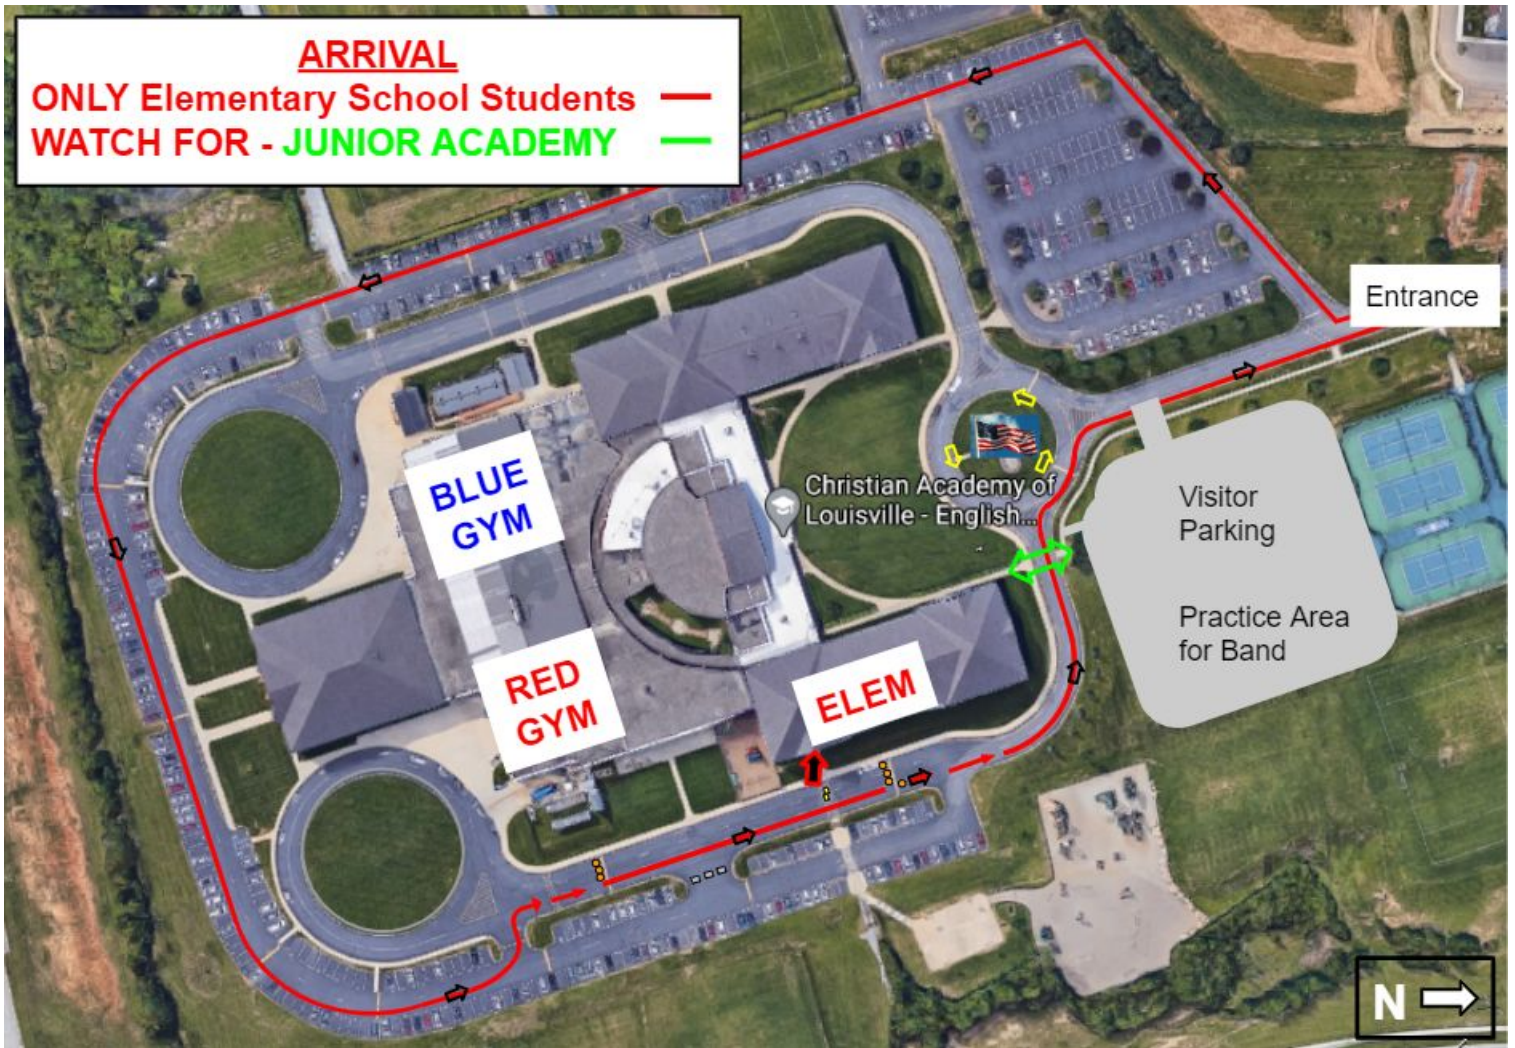 ARRIVAL
ONLY Elementary School Students
WATCH FOR - JUNIOR ACADEMY
Entrance
BLUE
GYM
Christian Academy of
Louisville - English...
Visitor
Parking
Practice Area
for Band
RED
GYM
ELEM
N